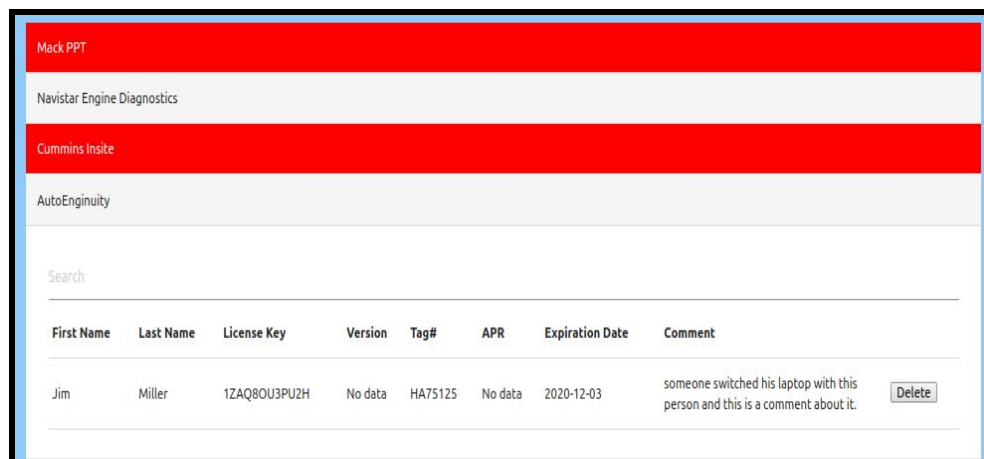 Mack PPT
Navistar Engine Diagnostics
Cummins Insite
AutoEnginuity
Search
First Name Last Name License Key Version Tag# APR Expiration Date Comment
Jim Miller 1ZAQ8OU3PU2H No data HA75125 No data 2020-12-03 someone switched his laptop with this
person and this is a comment about it. Delete